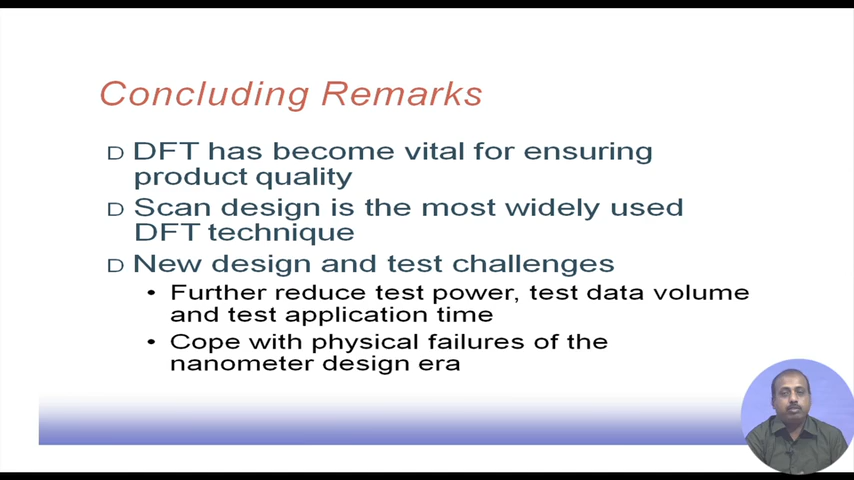 Concluding Remarks
D DFT has become vital for ensuring
product quality
D Scan design is the most widely used
DFT technique
D New design and test challenges
• Further reduce test power, test data volume
and test application time
• Cope with physical failures of the
nanometer design era